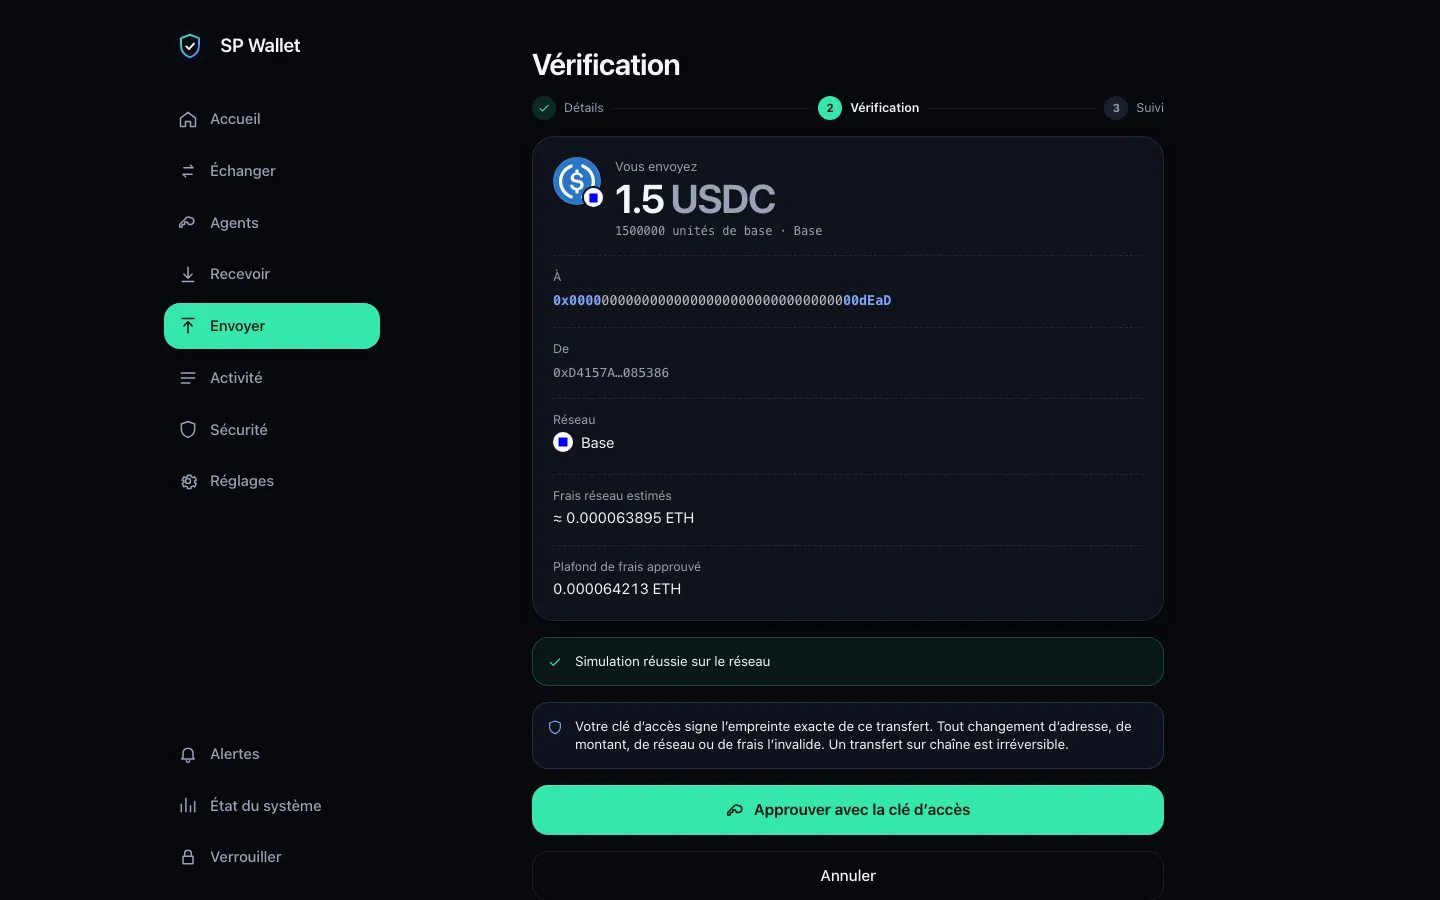 SP Wallet
Accueil
Échanger
Agents
Recevoir
Envoyer
Activité
Sécurité
Réglages
Alertes
État du système
Verrouiller
Vérification
Détails
2 Vérification
3 Suivi
Vous envoyez
1.5 USDC
1500000 unités de base · Base
À
0x000000000000000000000000000000000000dEaD
De
0xD4157A…085386
Réseau
Base
Frais réseau estimés
≈ 0.000063895 ETH
Plafond de frais approuvé
0.000064213 ETH
Simulation réussie sur le réseau
Votre clé d’accès signe l’empreinte exacte de ce transfert. Tout changement d’adresse, de
montant, de réseau ou de frais l’invalide. Un transfert sur chaîne est irréversible.
Approuver avec la clé d’accès
Annuler